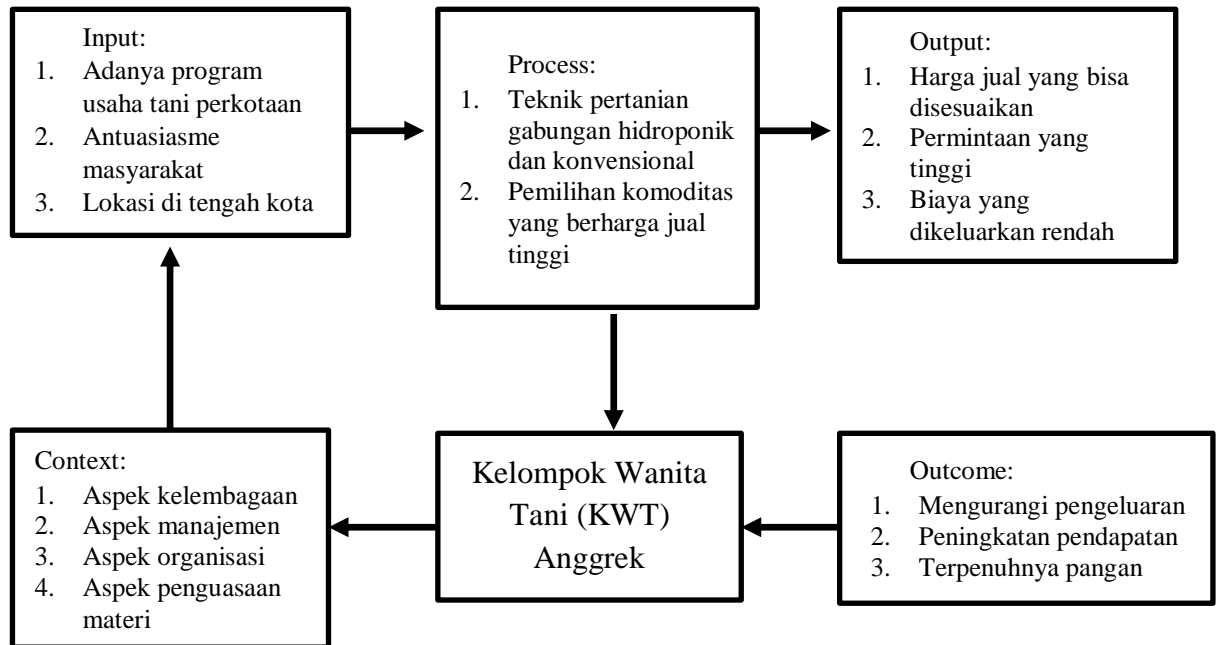 Input:
1. Adanya program
usaha tani perkotaan
2. Antuasiasme
masyarakat
3. Lokasi di tengah kota
Process:
1. Teknik pertanian
gabungan hidroponik
dan konvensional
2. Pemilihan komoditas
yang berharga jual
tinggi
Output:
1. Harga jual yang bisa
disesuaikan
2. Permintaan yang
tinggi
3. Biaya yang
dikeluarkan rendah
Context:
1. Aspek kelembagaan
2. Aspek manajemen
3. Aspek organisasi
4. Aspek penguasaan
materi
Kelompok Wanita
Tani (KWT)
Anggrek
Outcome:
1. Mengurangi pengeluaran
2. Peningkatan pendapatan
3. Terpenuhnya pangan